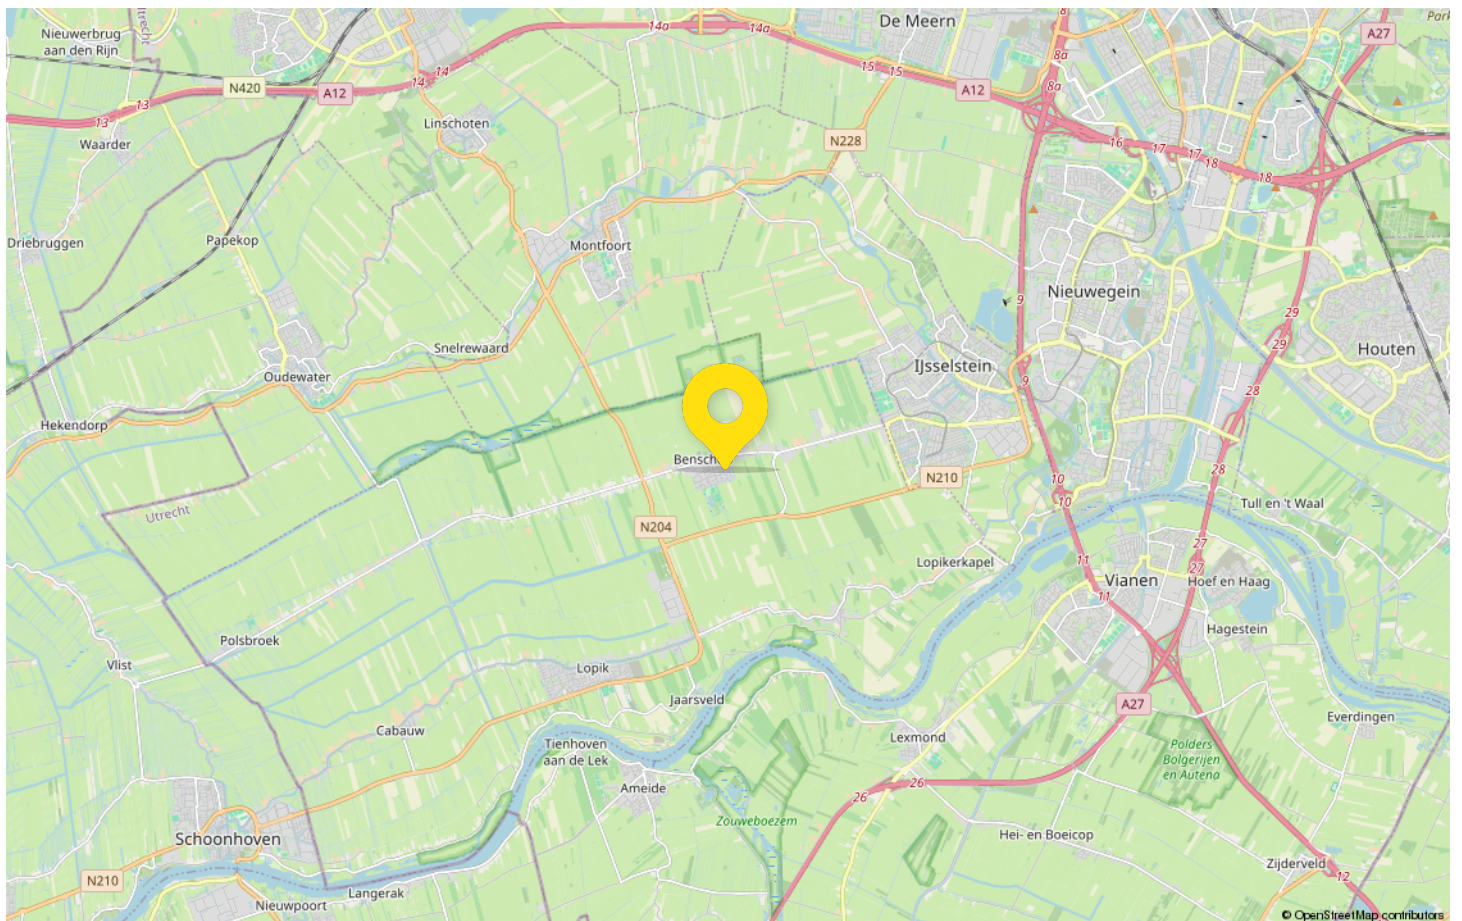 Nieuwerbrug
aan den Rijn
Utrecht
14a
14a
De Meern
8
8a
A27
Park
N420
A12
14
14
15
15
A12
8a
13
13
Waarder
Linschoten
N228
16
17
17
18
18
Driebruggen
Papekop
Montfoort
9
Nieuwegein
29
29
Houten
Snelrewaard
IJsselstein
9
28
Oudewater
Hekendorp
Bensch
N210
28
10
10
Tull en 't Waal
Utrecht
N204
27
11
Lopikerkapel
Vianen
27
Hoef en Haag
11
Hagestein
Polsbroek
Vlist
Lopik
Jaarsveld
A27
Everdingen
Cabauw
Lexmond
Tienhoven
aan de Lek
Polders
Bolgerijen
en Autena
Ameide
26
26
Zouweboezem
Hei- en Boeicop
Schoonhoven
Zijderveld
12
N210
Langerak
Nieuwpoort
© OpenStreetMap contributors